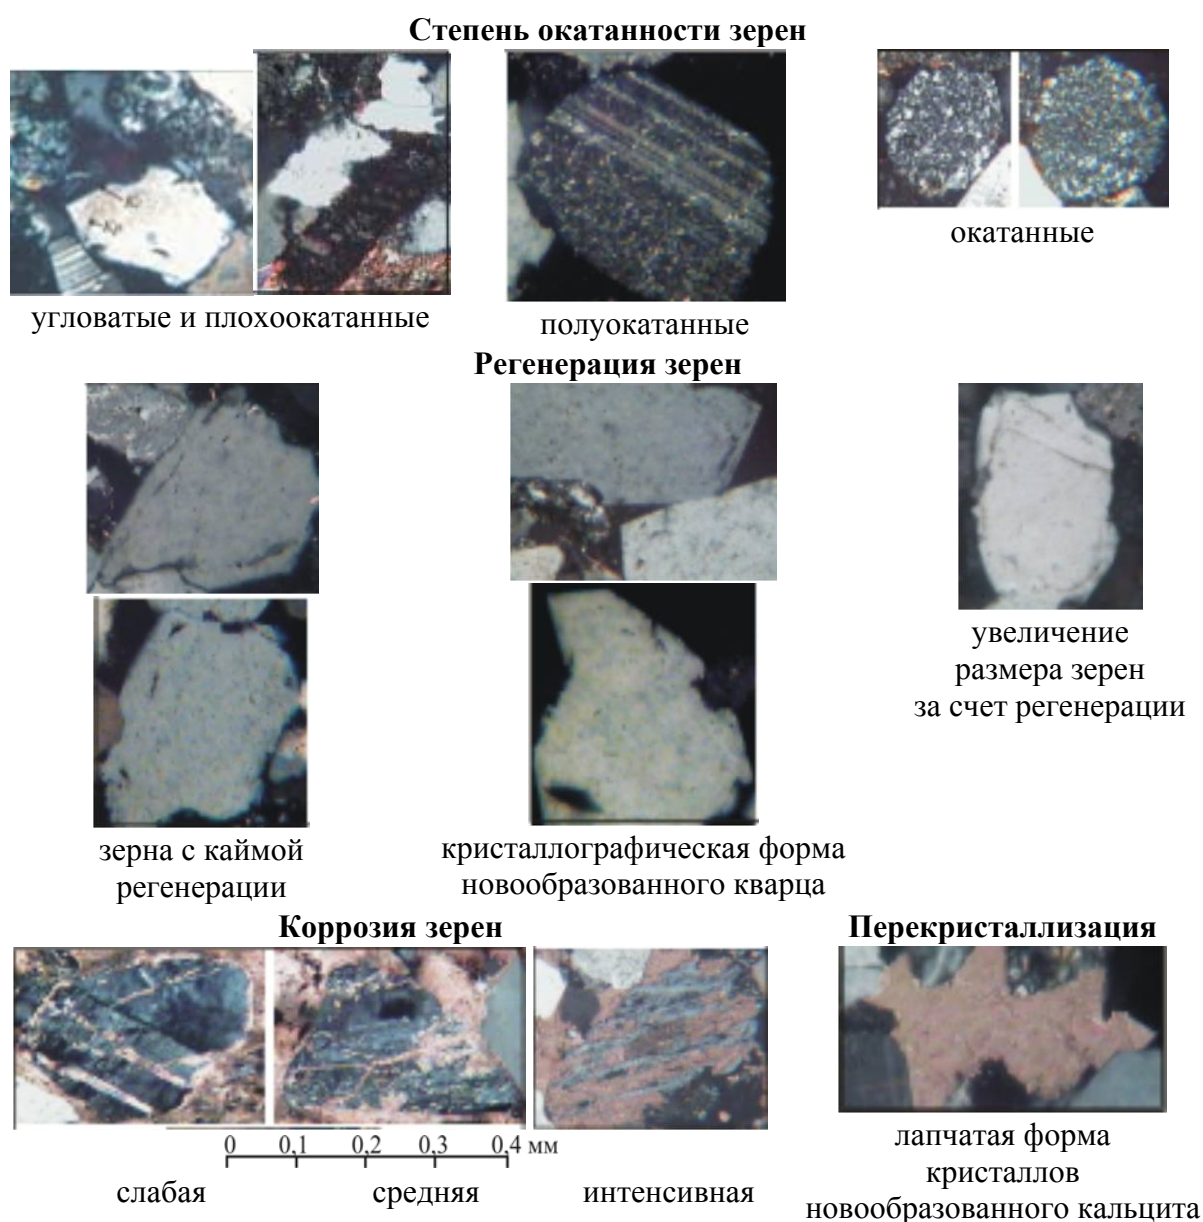 Степень окатанности зерен
окатанные
угловатые и плохоокатанные
полуокатанные
Регенерация зерен
увеличение
размера зерен
за счет регенерации
зерна с каймой
регенерации
кристаллографическая форма
новообразованного кварца
Коррозия зерен
Перекристаллизация
0 0,1 0,2 0,3 0,4 мм
слабая
средняя
интенсивная
лапчатая форма
кристаллов
новообразованного кальцита